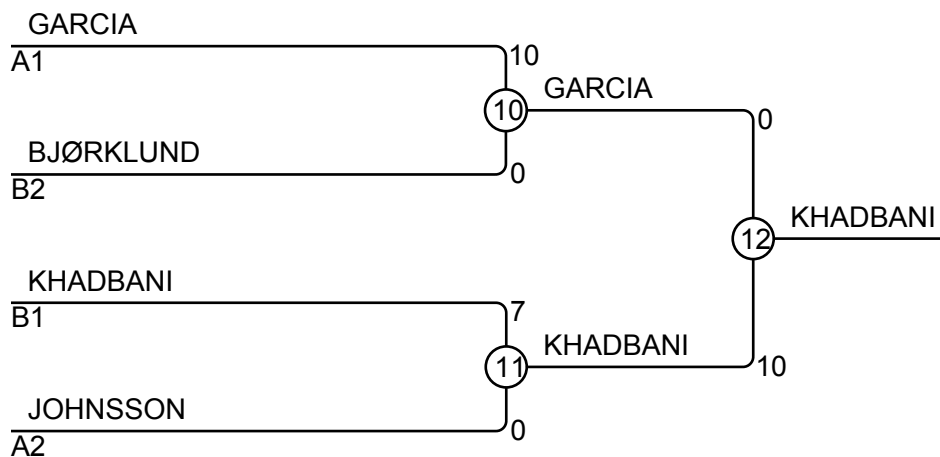 GARCIA
A1
10
10
GARCIA
0
BJØRKLUND
B2
0
12
KHADBANI
KHADBANI
B1
7
11
KHADBANI
10
JOHNSSON
A2
0